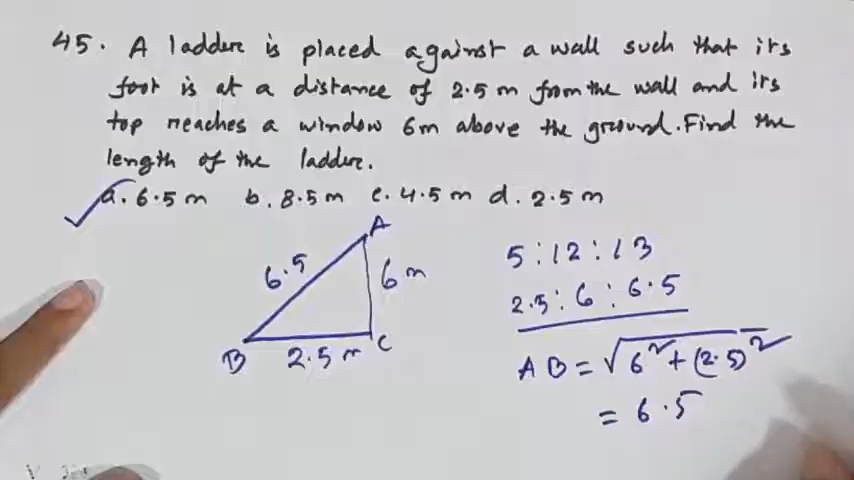 45. A ladder is placed against a wall such that its
foot is at a distance of 2.5 m from the wall and its
top reaches a window 6m above the ground. Find the
length of the ladder.
a. 6.5 m b. 8.5 m c. 4.5 m d. 2.5 m
A
6.5
6 m
B
C
2.5 m
5 : 12 : 13
2.5 : 6 : 6.5
AB = √6² + (2.5)²
= 6.5